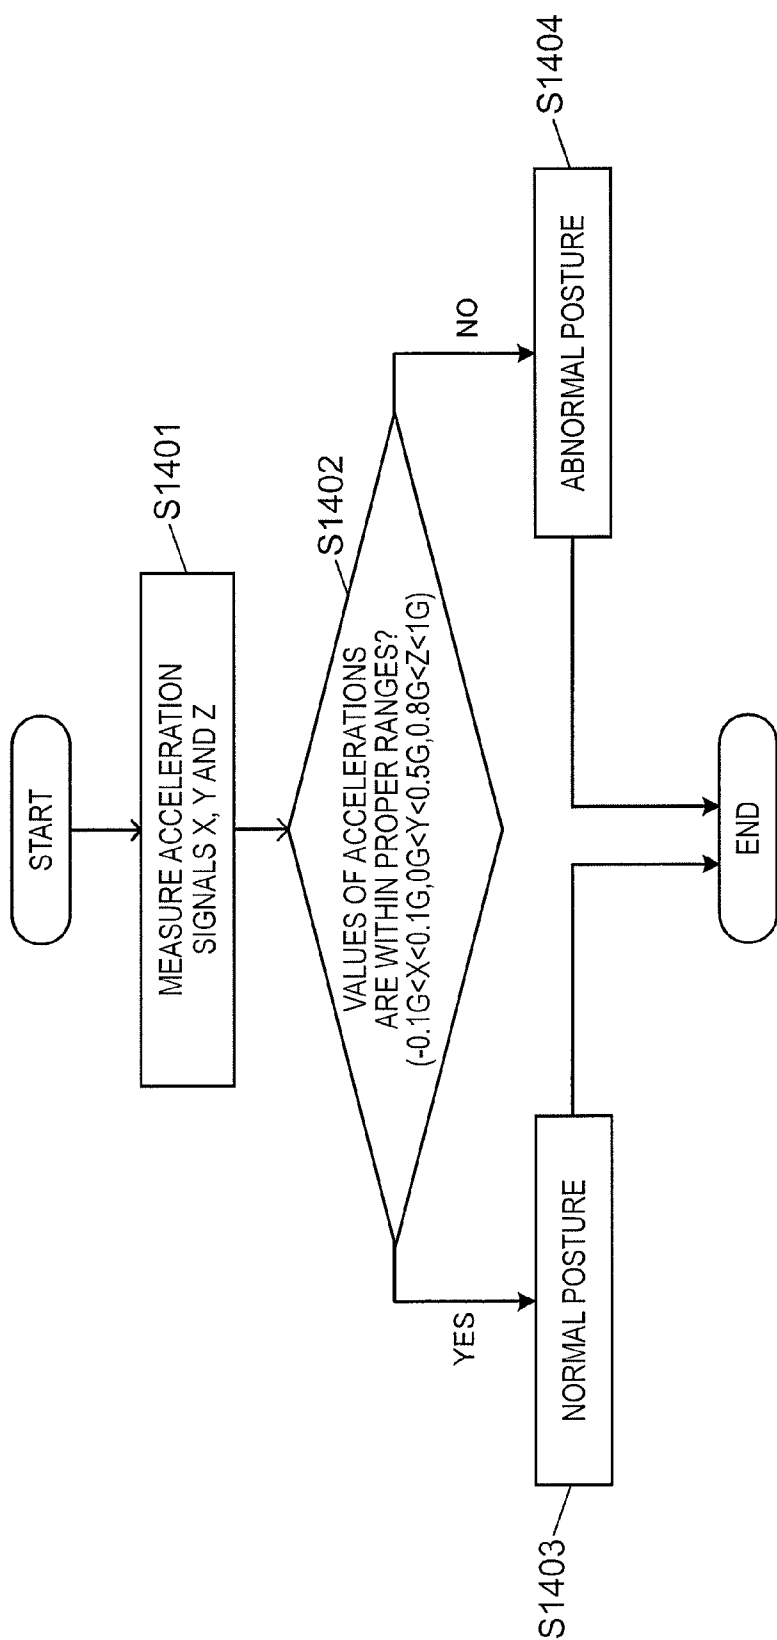 START
MEASURE ACCELERATION
SIGNALS X, Y AND Z
S1401
VALUES OF ACCELERATIONS
ARE WITHIN PROPER RANGES?
(-0.1G<X<0.1G,0G<Y<0.5G,0.8G<Z<1G)
S1402
YES
NO
NORMAL POSTURE
S1403
ABNORMAL POSTURE
S1404
END